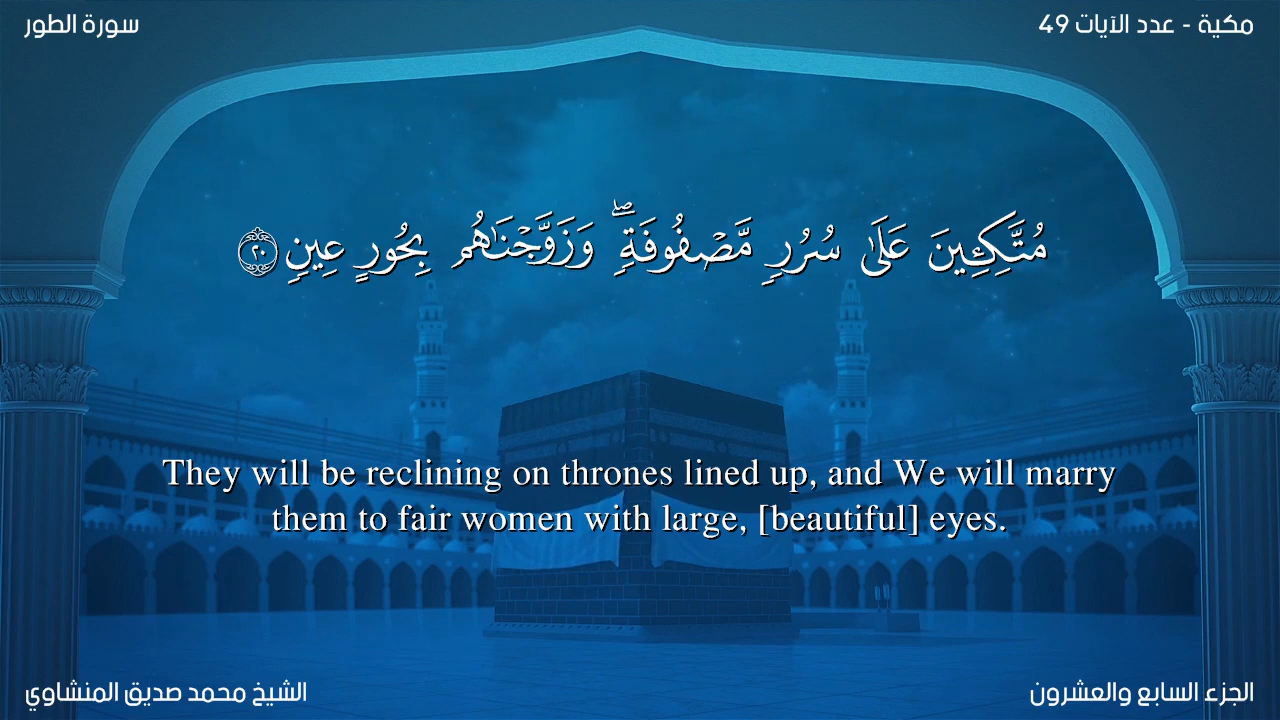 سورة الطور
مكية - عدد الآيات 49
مُتَّكِـِٔينَ عَلَىٰ سُرُرٍ مَّصْفُوفَةٍ ۖ وَزَوَّجْنَـٰهُم بِحُورٍ عِينٍ ٢٠
They will be reclining on thrones lined up, and We will marry
them to fair women with large, [beautiful] eyes.
الشيخ محمد صديق المنشاوي
الجزء السابع والعشرون